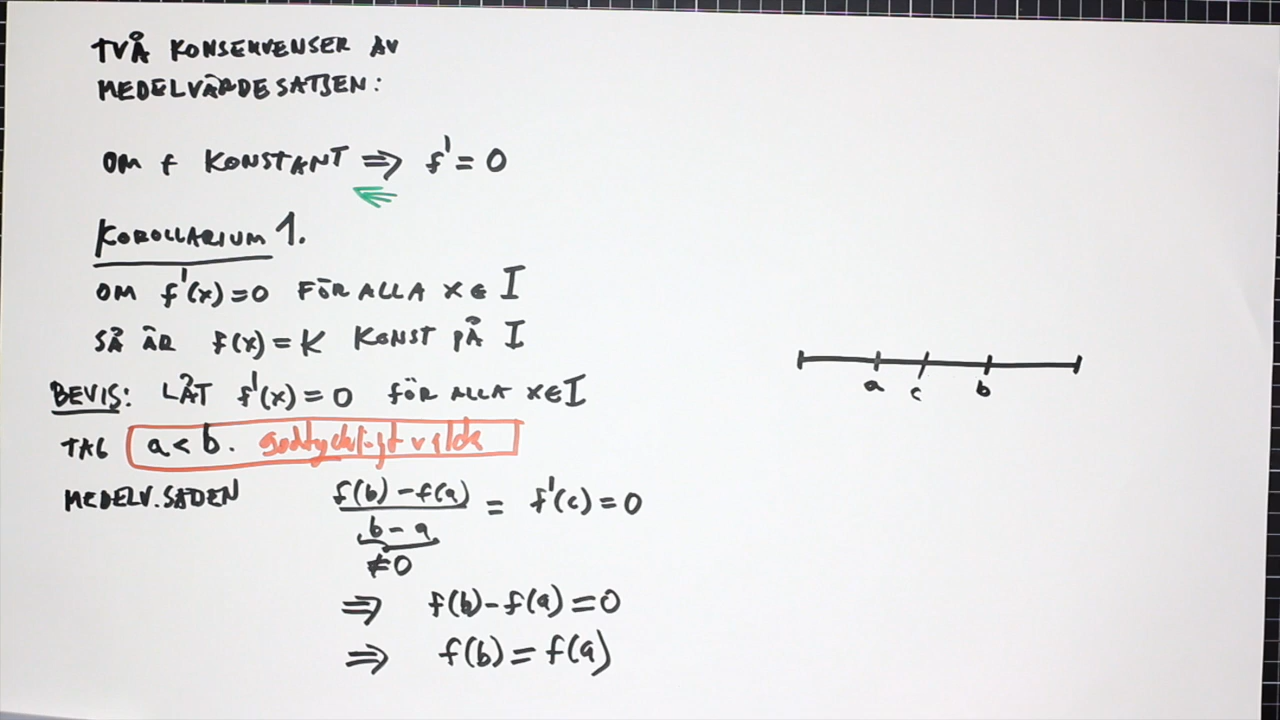 TVÅ KONSEKVENSER AV
MEDELVÄRDESATSEN:
OM f KONSTANT ⇒ f' = 0
⇐
KOROLLARIUM 1.
OM f'(x) = 0 FÖR ALLA x ∈ I
SÅ ÄR f(x) = K KONST PÅ I
BEVIS: LÅT f'(x) = 0 FÖR ALLA x ∈ I
TAG a < b. godtyckligt valda
MEDELV.SATSEN (f(b) - f(a)) / (b - a) = f'(c) = 0
≠0
⇒ f(b) - f(a) = 0
⇒ f(b) = f(a)
a c b